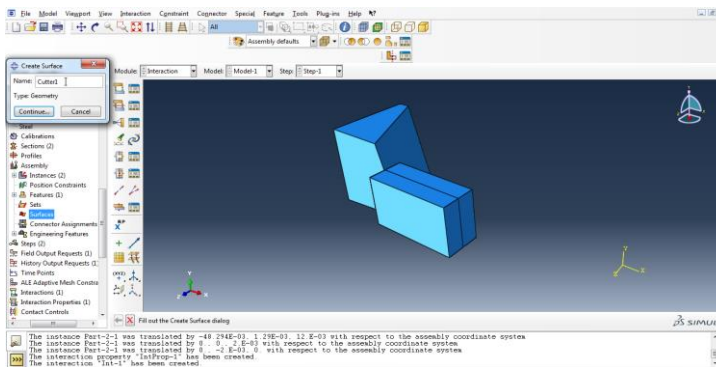 File Model Viewport View Interaction Constraint Connector Special Feature Tools Plug-ins Help
All
Assembly defaults
Create Surface
Module: Interaction Model: Model-1 Step: Step-1
Name: Cutter1
Type: Geometry
Continue... Cancel
Steel
Calibrations
Sections (2)
Profiles
Assembly
Instances (2)
Position Constraints
Features (1)
Sets
Surfaces
Connector Assignments
Engineering Features
Steps (2)
Field Output Requests (1)
History Output Requests (1)
Time Points
ALE Adaptive Mesh Constra
Interactions (1)
Interaction Properties (1)
Contact Controls
Y
X
Z
Y
X
Fill out the Create Surface dialog
SIMUL
The instance Part-2-1 was translated by -48.294E-03, 1.29E-03, 12.E-03 with respect to the assembly coordinate system
The instance Part-2-1 was translated by 0., 0., 2.E-03 with respect to the assembly coordinate system
The instance Part-2-1 was translated by 0., -2.E-03, 0. with respect to the assembly coordinate system
The interaction property "IntProp-1" has been created.
The interaction "Int-1" has been created.